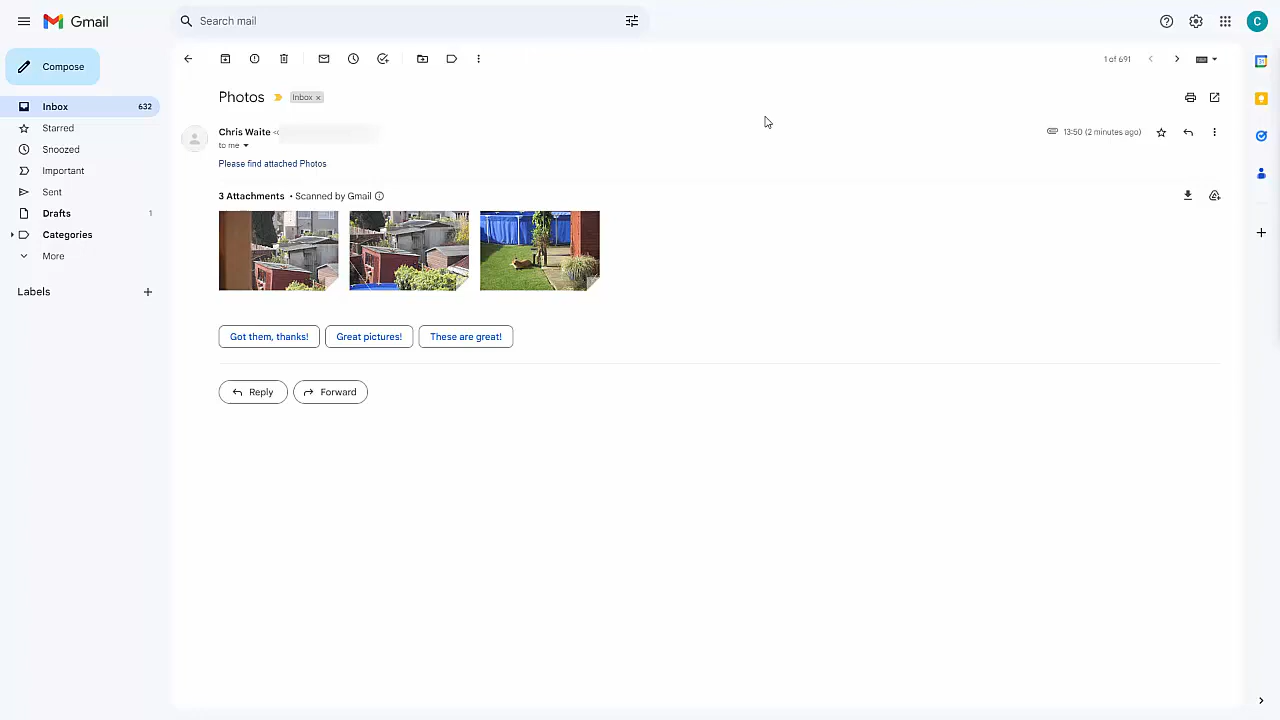 Gmail
Search mail
C
Compose
1 of 691
Inbox 632
Starred
Snoozed
Important
Sent
Drafts 1
Categories
More
Labels
Photos Inbox ×
Chris Waite <
13:50 (2 minutes ago)
to me
Please find attached Photos
3 Attachments • Scanned by Gmail
Got them, thanks! Great pictures! These are great!
Reply Forward